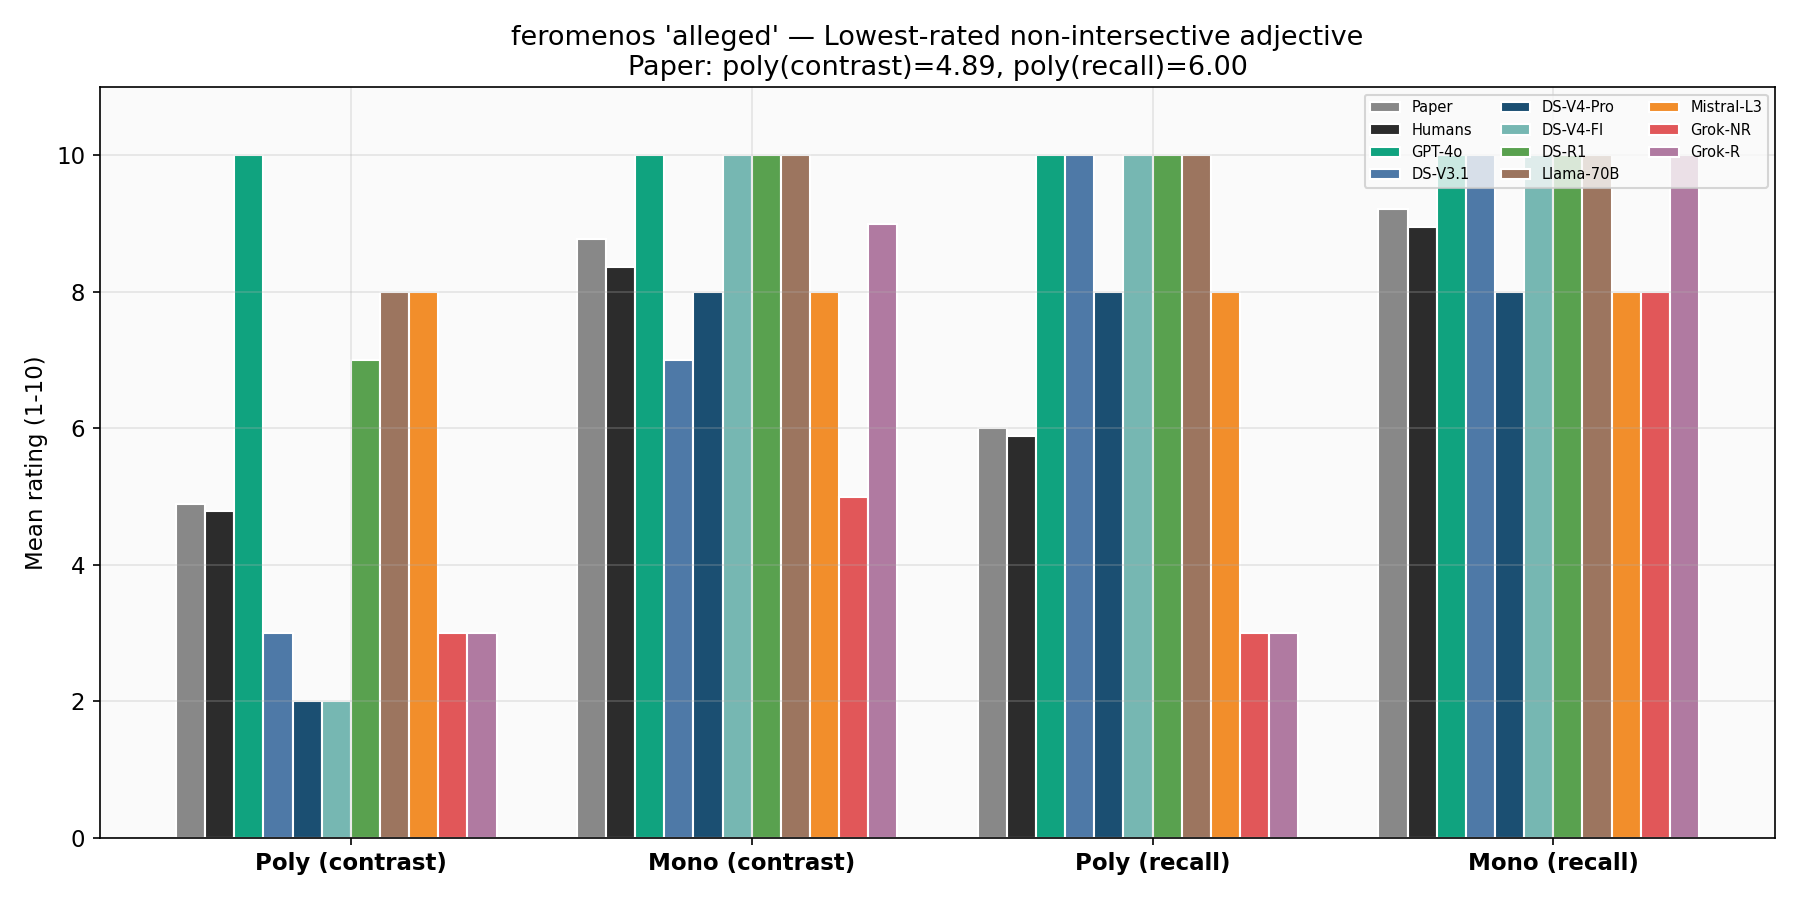 feromenos 'alleged' — Lowest-rated non-intersective adjective
Paper: poly(contrast)=4.89, poly(recall)=6.00
Mean rating (1-10)
10
8
6
4
2
0
Paper
Humans
GPT-4o
DS-V3.1
DS-V4-Pro
DS-V4-Fl
DS-R1
Llama-70B
Mistral-L3
Grok-NR
Grok-R
Poly (contrast)
Mono (contrast)
Poly (recall)
Mono (recall)